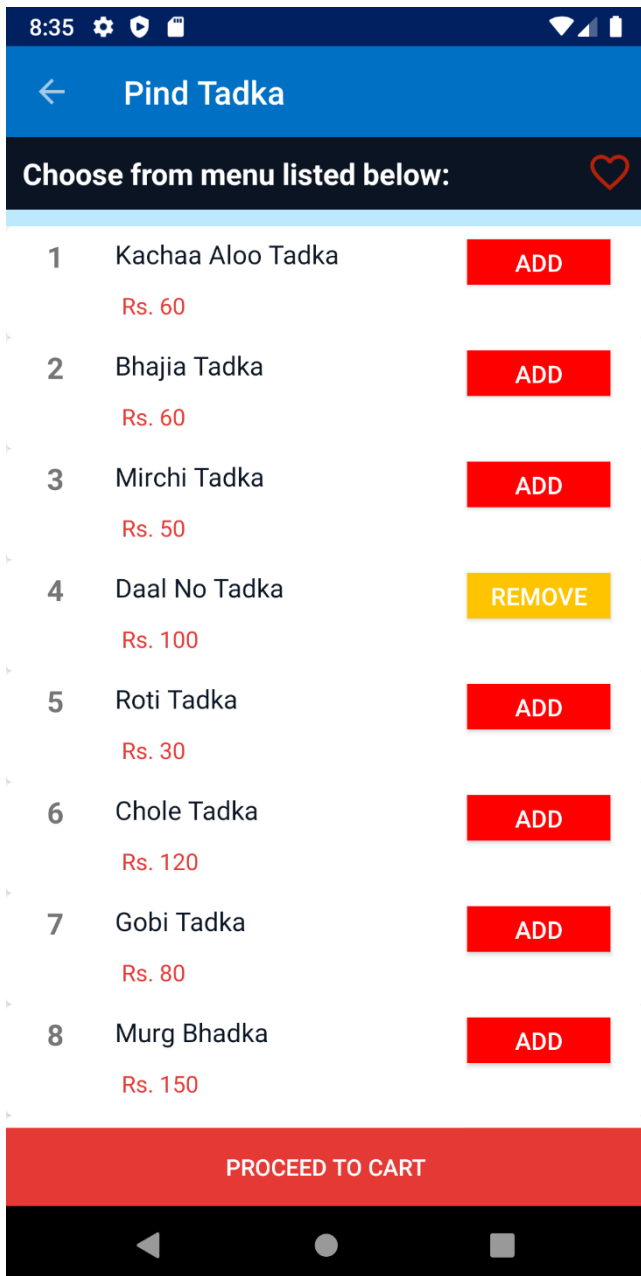 8:35
Pind Tadka
Choose from menu listed below:
1 Kachaa Aloo Tadka ADD
Rs. 60
2 Bhajia Tadka ADD
Rs. 60
3 Mirchi Tadka ADD
Rs. 50
4 Daal No Tadka REMOVE
Rs. 100
5 Roti Tadka ADD
Rs. 30
6 Chole Tadka ADD
Rs. 120
7 Gobi Tadka ADD
Rs. 80
8 Murg Bhadka ADD
Rs. 150
PROCEED TO CART